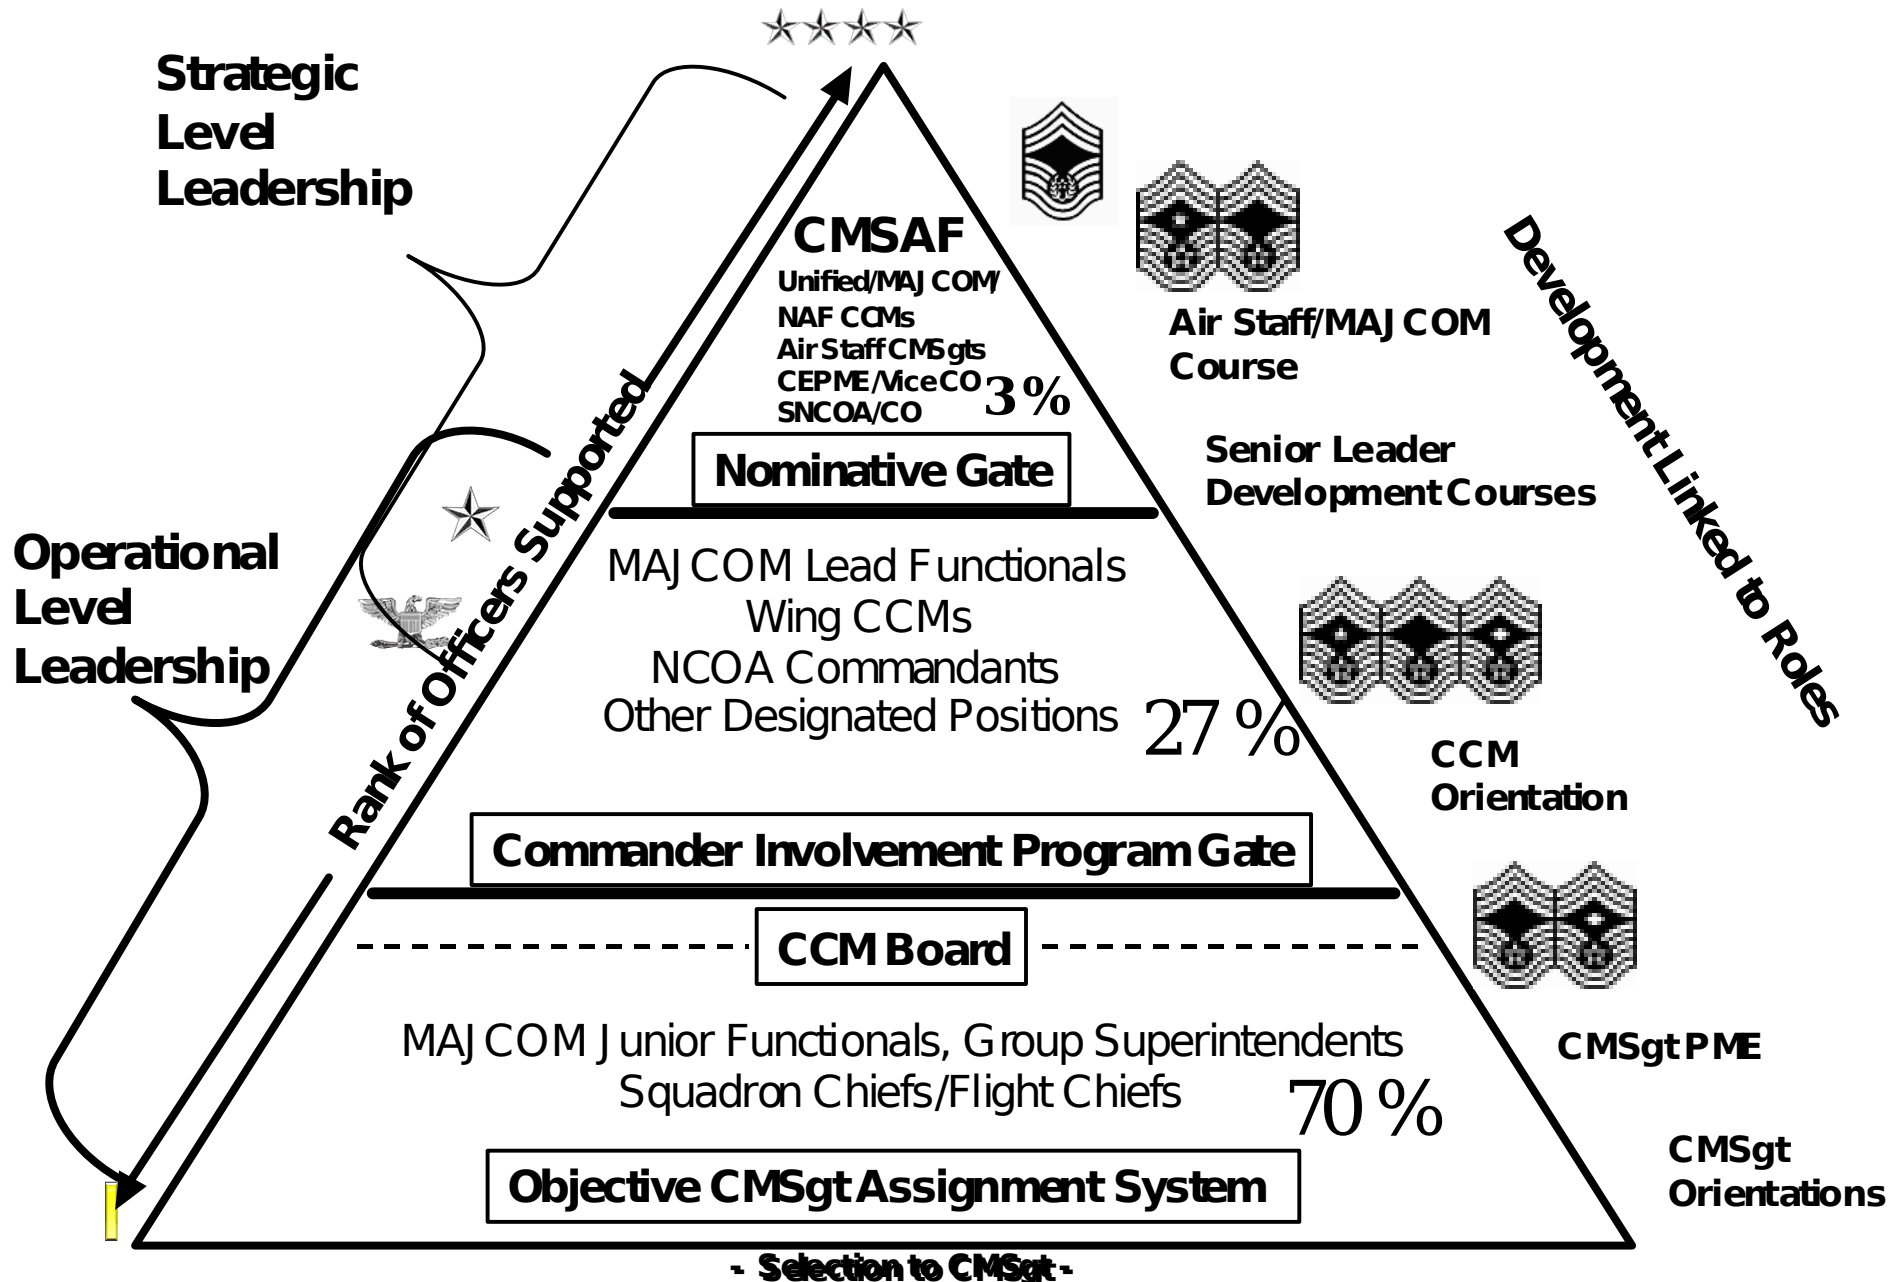 Strategic
Level
Leadership
Operational
Level
Leadership
Rank of Officers Supported
CMSAF
Unified/MAJCOM/
NAF CCMs
Air Staff CMSgts
CEPME/Vice CO
SNCOA/CO
3%
Nominative Gate
MAJCOM Lead Functionals
Wing CCMs
NCOA Commandants
Other Designated Positions
27%
Commander Involvement Program Gate
CCM Board
MAJCOM Junior Functionals, Group Superintendents
Squadron Chiefs/Flight Chiefs
70%
Objective CMSgt Assignment System
- Selection to CMSgt -
Air Staff/MAJCOM
Course
Senior Leader
Development Courses
CCM
Orientation
CMSgt PME
CMSgt
Orientations
Development Linked to Roles